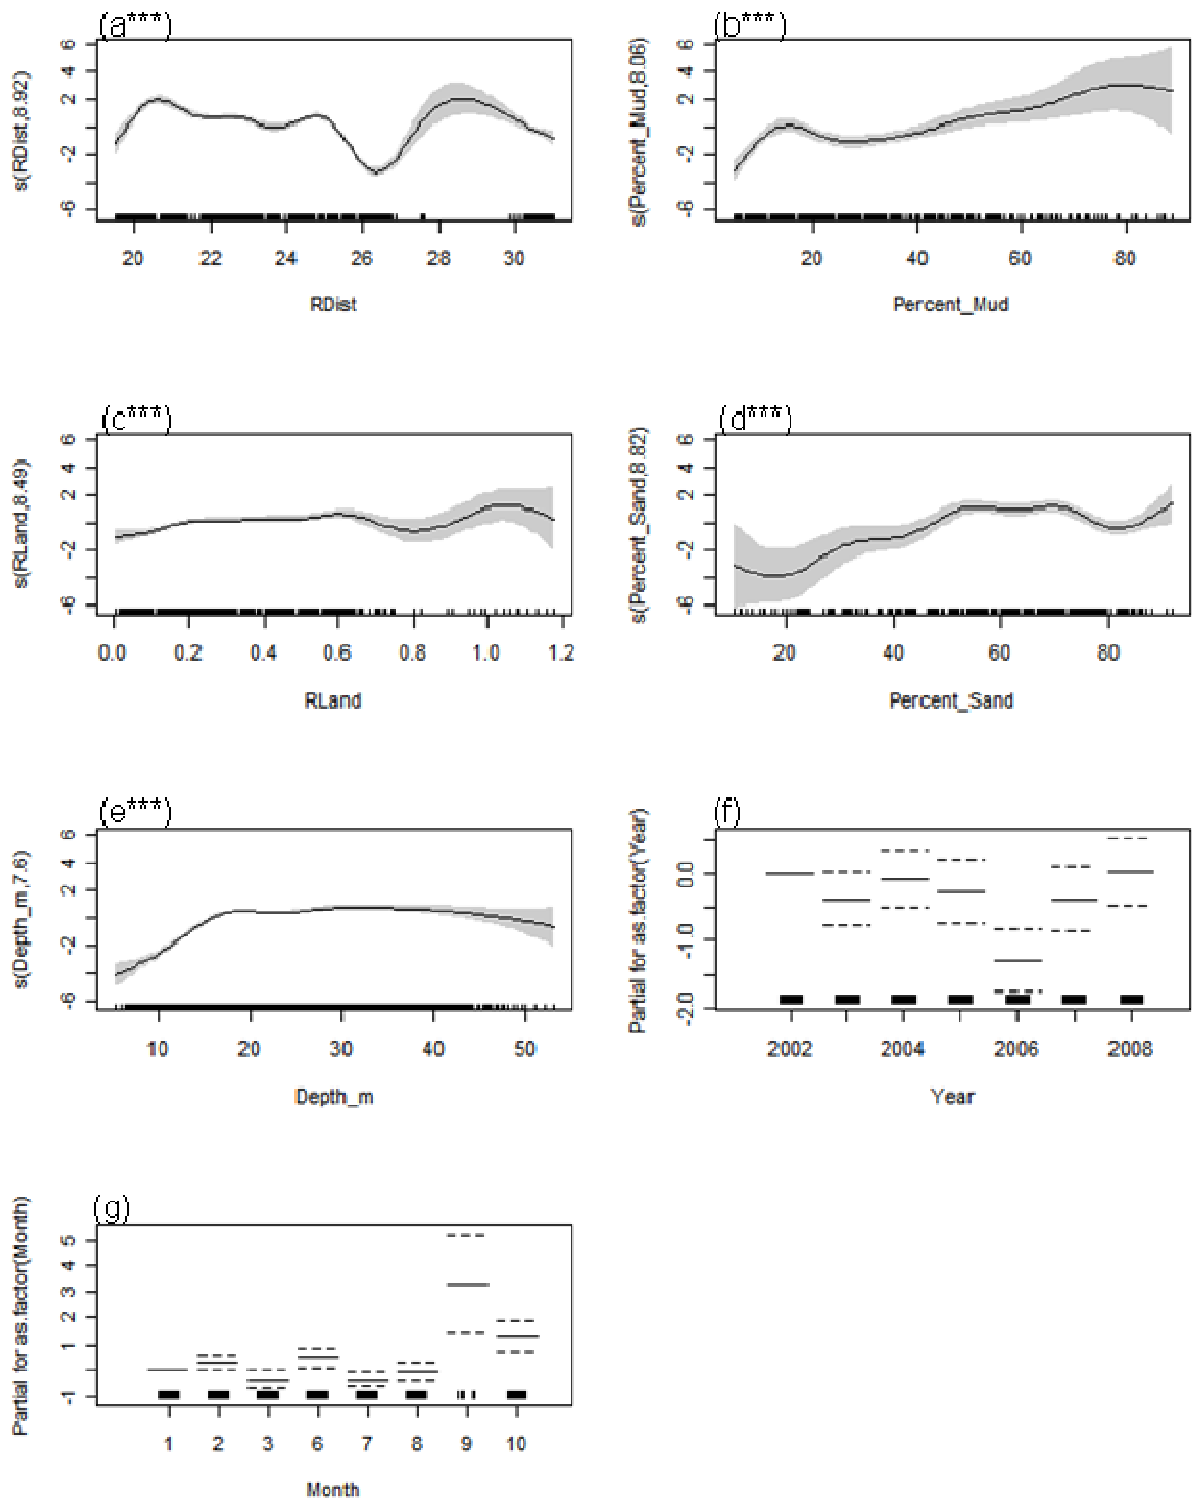 (a***)
s(RDist,8.92)
6
4
2
-2
-6
20 22 24 26 28 30
RDist
(b***)
s(Percent_Mud,8.06)
6
4
2
-2
-6
20 40 60 80
Percent_Mud
(c***)
s(RLand,8.49)
6
4
2
-2
-6
0.0 0.2 0.4 0.6 0.8 1.0 1.2
RLand
(d***)
s(Percent_Sand,8.82)
6
4
2
-2
-6
20 40 60 80
Percent_Sand
(e***)
s(Depth_m,7.6)
6
4
2
-2
-6
10 20 30 40 50
Depth_m
(f)
Partial for as.factor(Year)
0.0
-1.0
-2.0
2002 2004 2006 2008
Year
(g)
Partial for as.factor(Month)
5
4
3
2
1
-1
1 2 3 6 7 8 9 10
Month